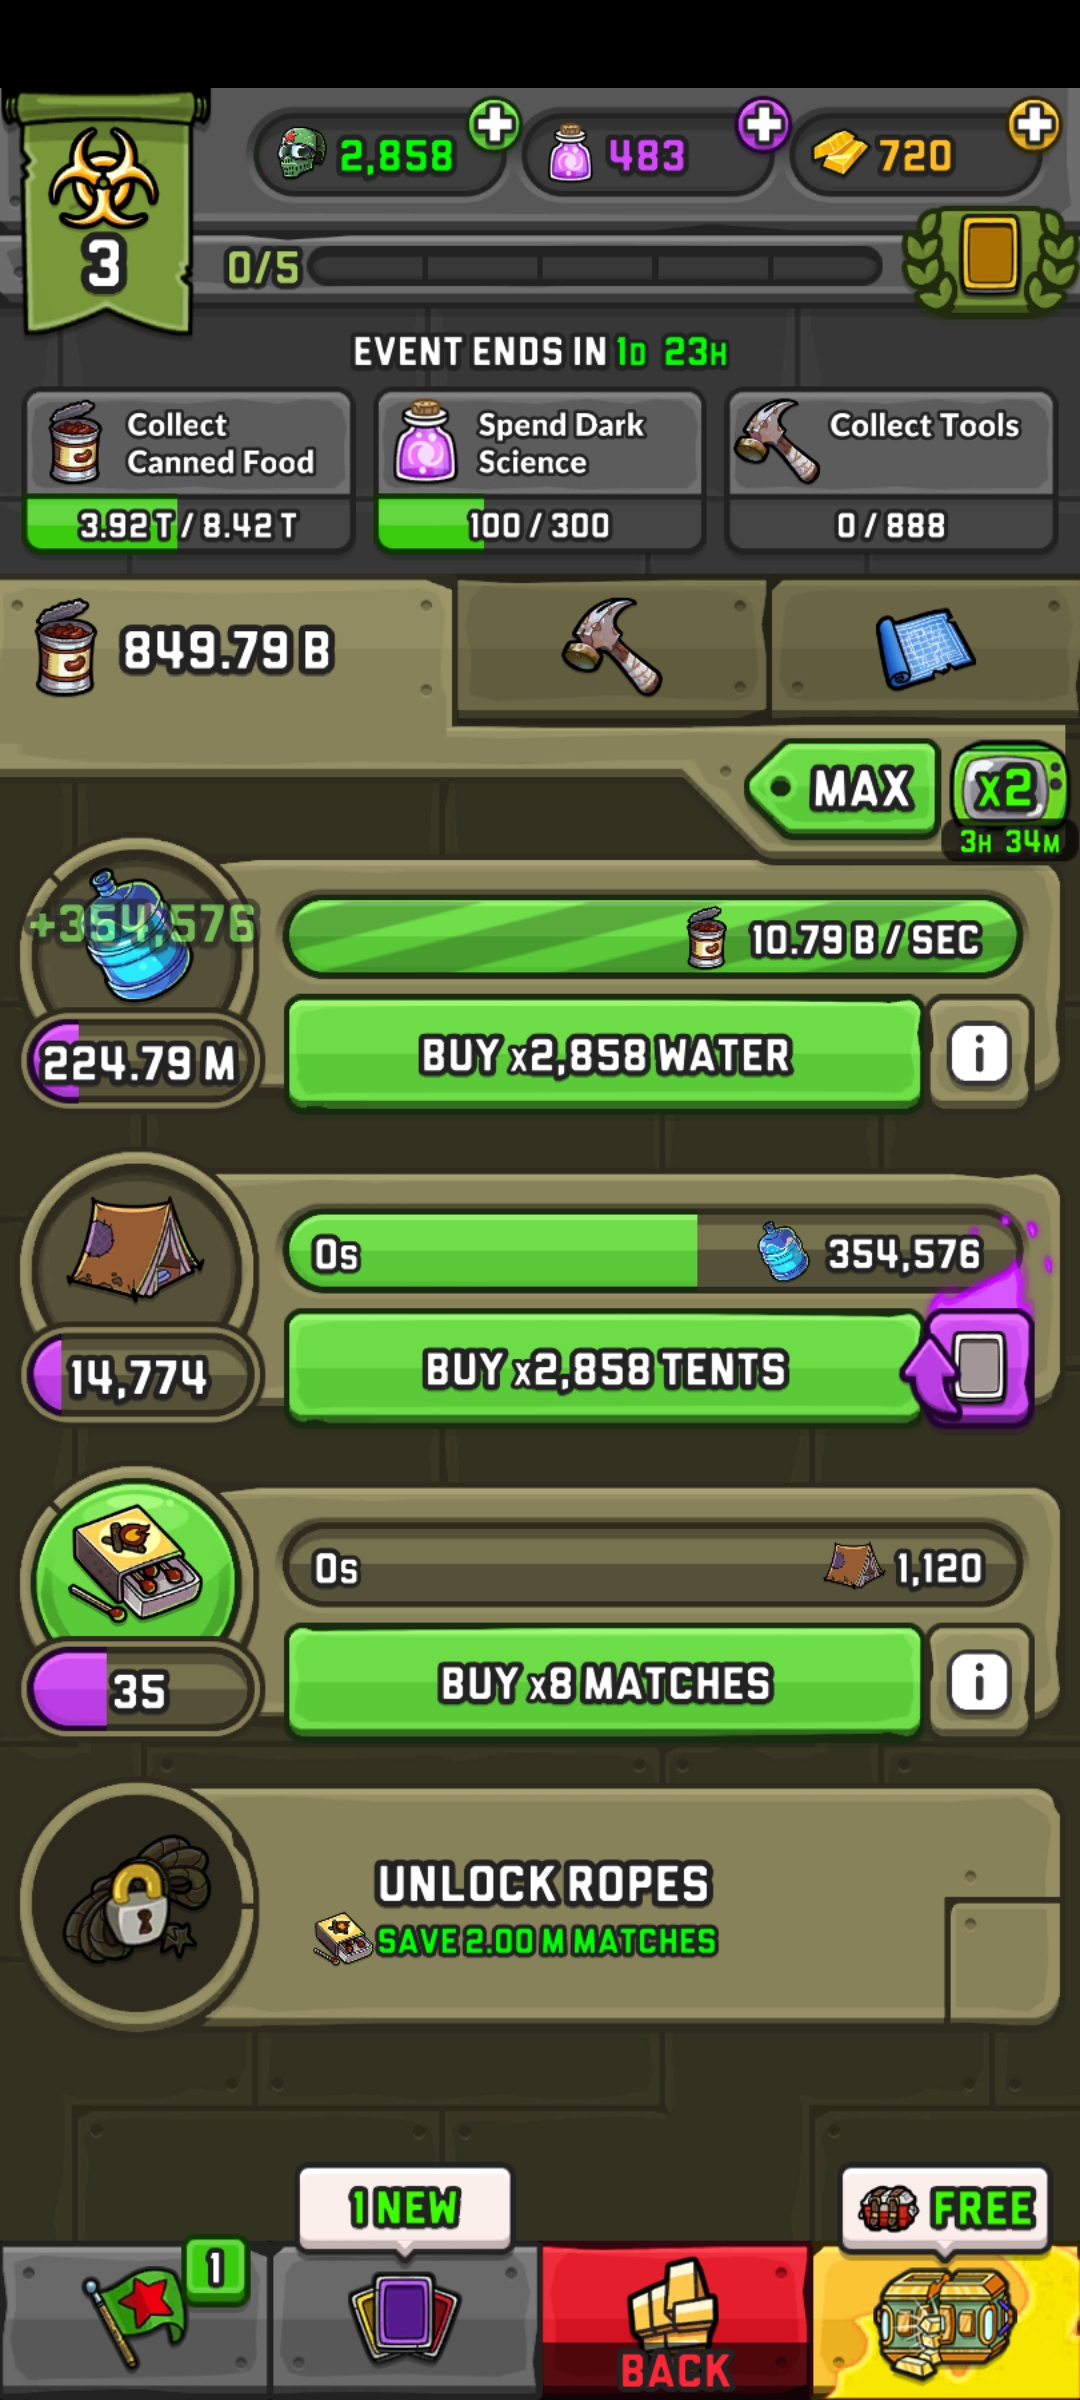 2,858
483
720
3
0/5
EVENT ENDS IN 1D 23H
Collect
Canned Food
3.92 T / 8.42 T
Spend Dark
Science
100 / 300
Collect Tools
0 / 888
849.79 B
MAX
x2
3H 34M
+354,576
10.79 B / SEC
224.79 M
BUY x2,858 WATER
i
0s
354,576
14,774
BUY x2,858 TENTS
0s
1,120
35
BUY x8 MATCHES
i
UNLOCK ROPES
SAVE 2.00 M MATCHES
1 NEW
FREE
1
BACK